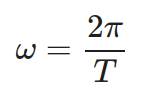 ω = 2π / T